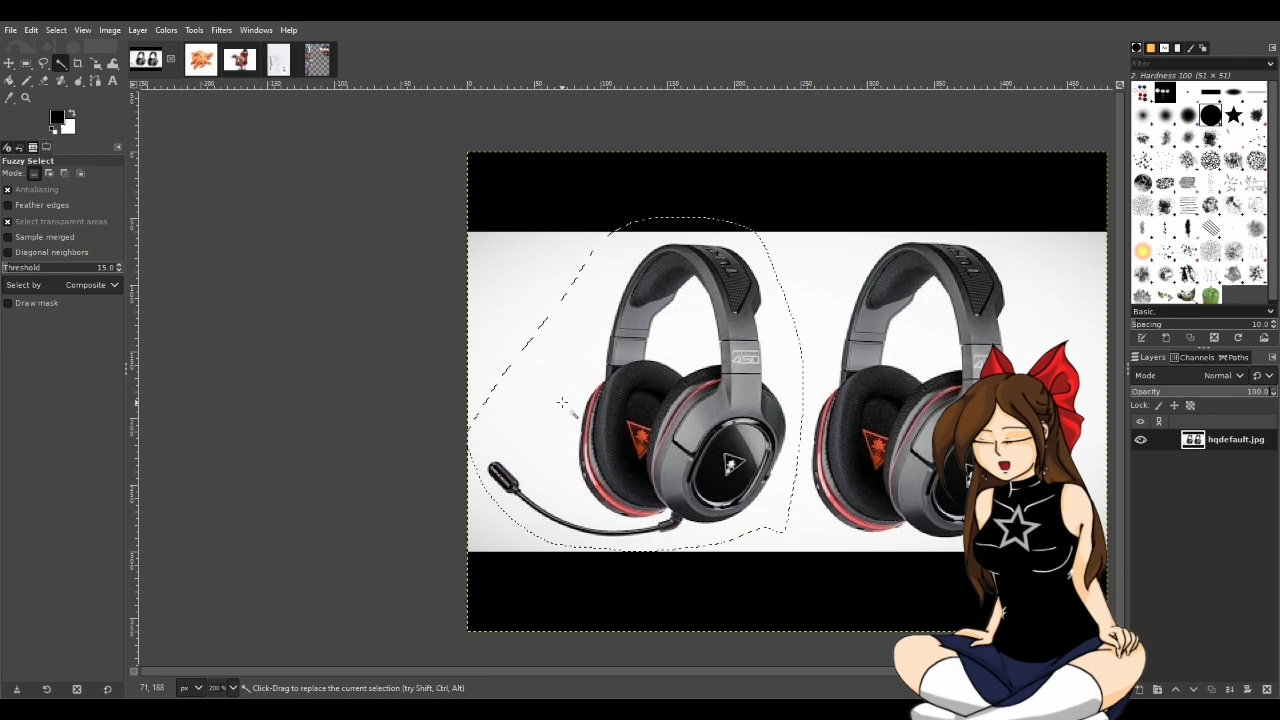 File Edit Select View Image Layer Colors Tools Filters Windows Help
filter
2. Hardness 100 (51 × 51)
Fuzzy Select
Mode:
Antialiasing
Feather edges
Select transparent areas
Sample merged
Diagonal neighbors
Threshold 15.0
Select by Composite
Draw mask
Basic,
Spacing 10.0
Layers Channels Paths
Mode Normal
Opacity 100.0
Lock:
hqdefault.jpg
71, 188 px 200 % Click-Drag to replace the current selection (try Shift, Ctrl, Alt)